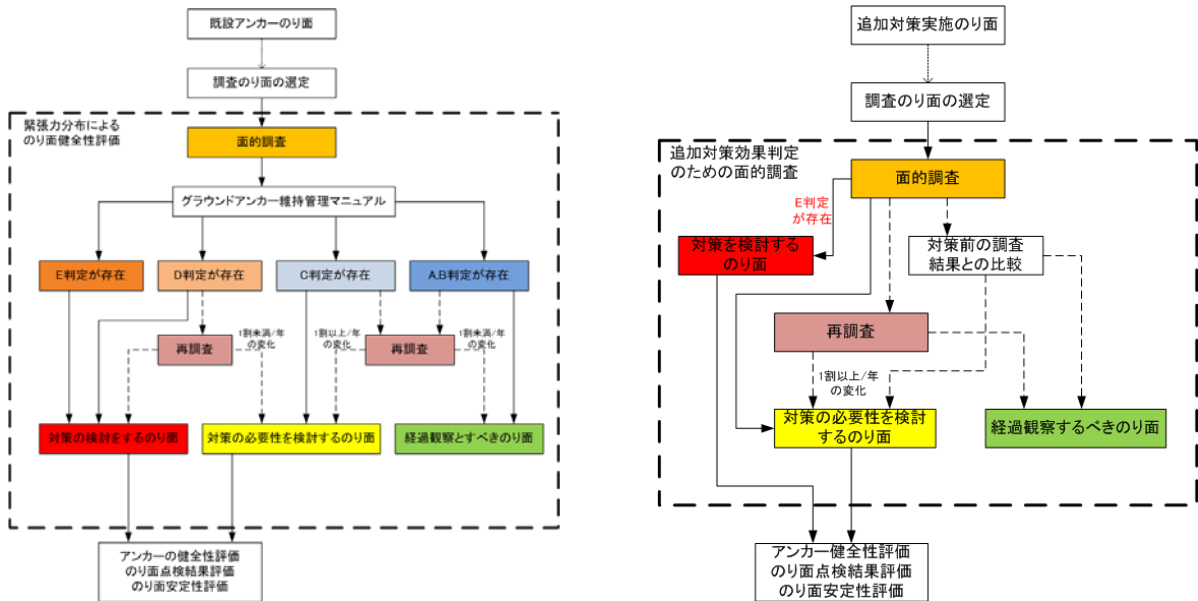 既設アンカーのり面
調査のり面の選定
緊張力分布による
のり面健全性評価
面的調査
グラウンドアンカー維持管理マニュアル
E判定が存在
D判定が存在
C判定が存在
A,B判定が存在
再調査
1割未満/年
の変化
1割以上/年
の変化
再調査
1割未満/年
の変化
対策の検討をするのり面
対策の必要性を検討するのり面
経過観察とすべきのり面
アンカーの健全性評価
のり面点検結果評価
のり面安定性評価
追加対策実施のり面
調査のり面の選定
追加対策効果判定
のための面的調査
面的調査
E判定
が存在
対策を検討する
のり面
対策前の調査
結果との比較
再調査
1割以上/年
の変化
対策の必要性を検討
するのり面
経過観察するべきのり面
アンカー健全性評価
のり面点検結果評価
のり面安定性評価